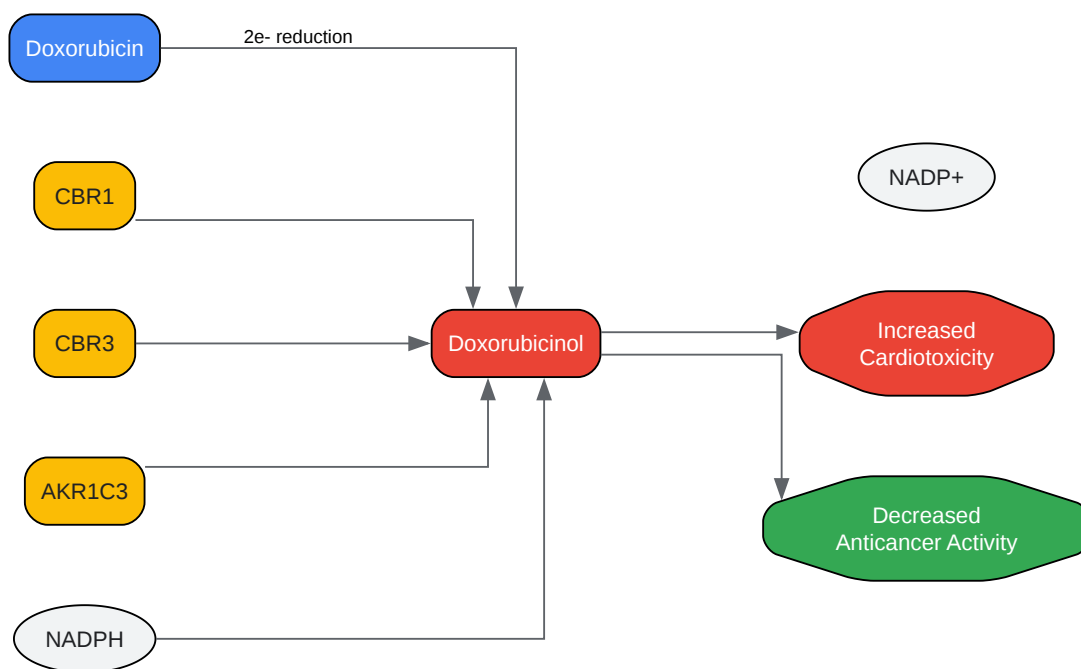 Doxorubicin
2e- reduction
CBR1
NADP+
CBR3
Doxorubicinol
Increased
Cardiotoxicity
AKR1C3
Decreased
Anticancer Activity
NADPH